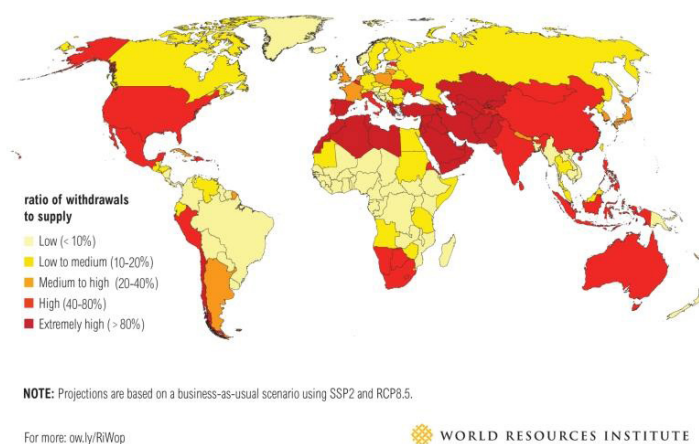 ratio of withdrawals
to supply
Low (< 10%)
Low to medium (10-20%)
Medium to high (20-40%)
High (40-80%)
Extremely high (> 80%)
NOTE: Projections are based on a business-as-usual scenario using SSP2 and RCP8.5.
For more: ow.ly/RiWop
WORLD RESOURCES INSTITUTE